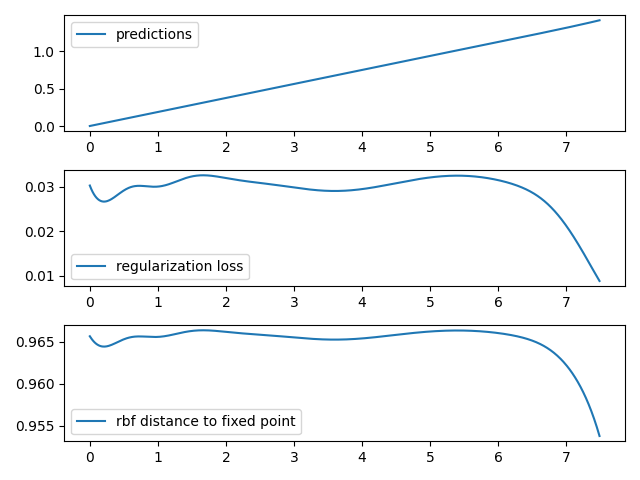 predictions
1.0
0.5
0.0
0 1 2 3 4 5 6 7
0.03
0.02
0.01
regularization loss
0 1 2 3 4 5 6 7
0.965
0.960
0.955
rbf distance to fixed point
0 1 2 3 4 5 6 7